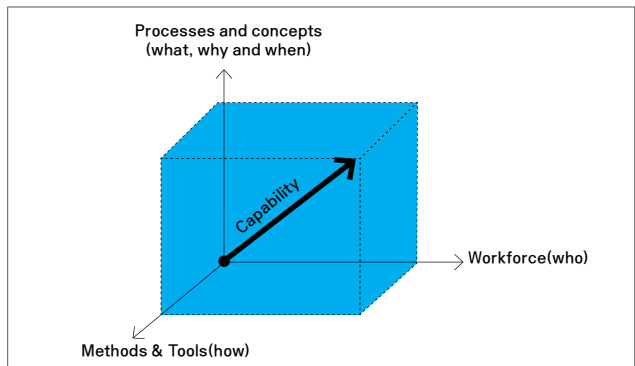 Processes and concepts
(what, why and when)
Capability
Workforce(who)
Methods & Tools(how)